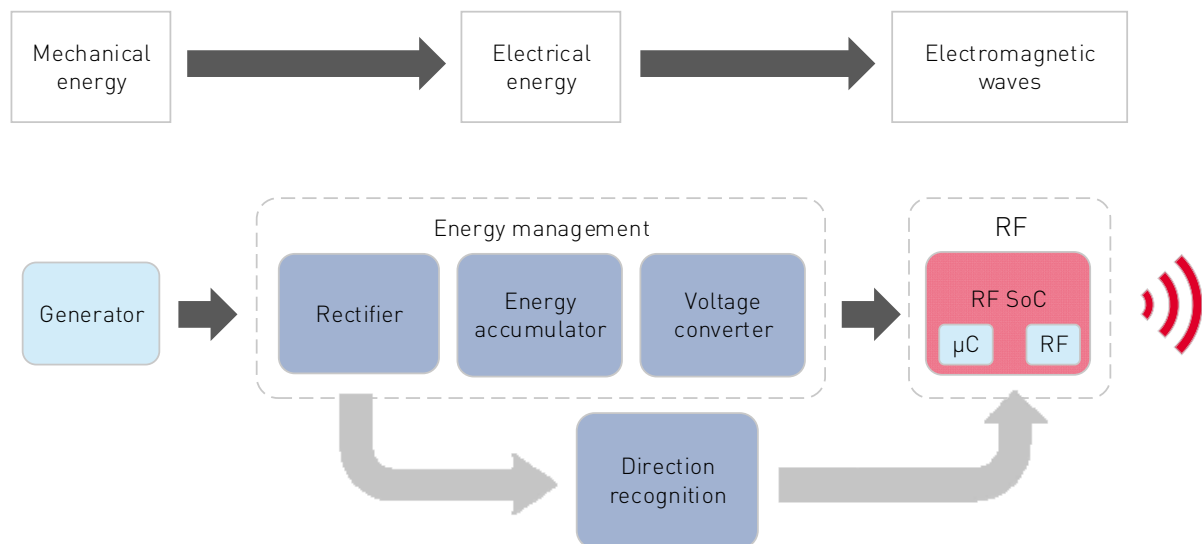 Mechanical
energy
Electrical
energy
Electromagnetic
waves
Energy management
RF
Generator
Rectifier
Energy
accumulator
Voltage
converter
RF SoC
µC
RF
Direction
recognition